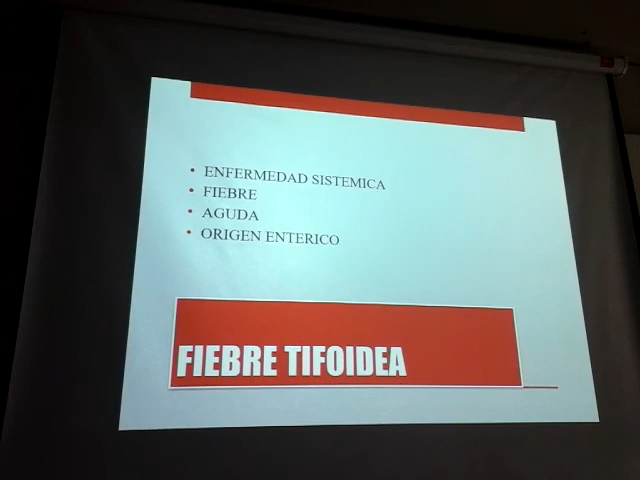 • ENFERMEDAD SISTEMICA
• FIEBRE
• AGUDA
• ORIGEN ENTERICO
FIEBRE TIFOIDEA